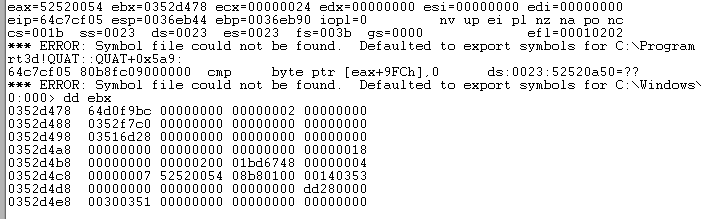 eax=52520054 ebx=0352d478 ecx=00000024 edx=00000000 esi=00000000 edi=00000000
eip=64c7cf05 esp=0036eb44 ebp=0036eb90 iopl=0 nv up ei pl nz na po nc
cs=001b ss=0023 ds=0023 es=0023 fs=003b gs=0000 efl=00010202
*** ERROR: Symbol file could not be found. Defaulted to export symbols for C:\Program
rt3d!QUAT::QUAT+0x5a9:
64c7cf05 80b8fc09000000 cmp byte ptr [eax+9FCh],0 ds:0023:52520a50=??
*** ERROR: Symbol file could not be found. Defaulted to export symbols for C:\Windows\
0:000> dd ebx
0352d478 64d0f9bc 00000000 00000002 00000000
0352d488 0352f7c0 00000000 00000000 00000000
0352d498 03516d28 00000000 00000000 00000000
0352d4a8 00000000 00000000 00000000 00000018
0352d4b8 00000000 00000200 01bd6748 00000004
0352d4c8 00000007 52520054 08b80100 00140353
0352d4d8 00000000 00000000 00000000 dd280000
0352d4e8 00300351 00000000 00000000 00000000